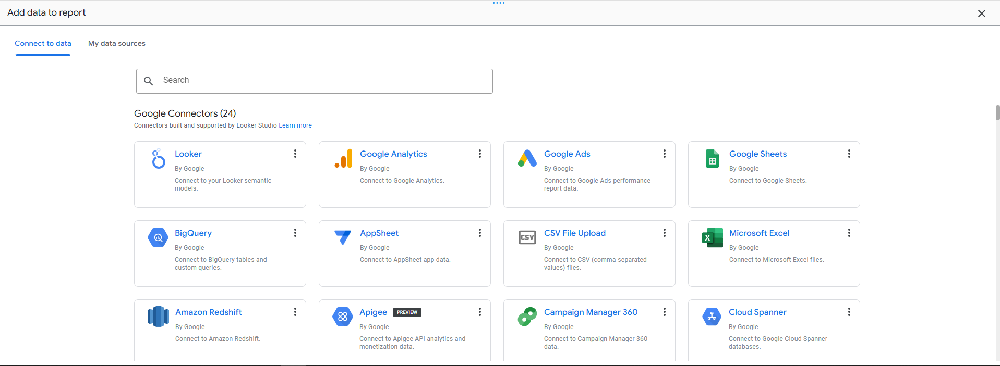 Add data to report
Connect to data
My data sources
Search
Google Connectors (24)
Connectors built and supported by Looker Studio Learn more
Looker
By Google
Connect to your Looker semantic
models.
Google Analytics
By Google
Connect to Google Analytics.
Google Ads
By Google
Connect to Google Ads performance
report data.
Google Sheets
By Google
Connect to Google Sheets.
BigQuery
By Google
Connect to BigQuery tables and
custom queries.
AppSheet
By Google
Connect to AppSheet app data.
CSV
CSV File Upload
By Google
Connect to CSV (comma-separated
values) files.
X
Microsoft Excel
By Google
Connect to Microsoft Excel files.
Amazon Redshift
By Google
Connect to Amazon Redshift.
Apigee PREVIEW
By Google
Connect to Apigee API analytics and
monetization data.
Campaign Manager 360
By Google
Connect to Campaign Manager 360
data.
Cloud Spanner
By Google
Connect to Google Cloud Spanner
databases.